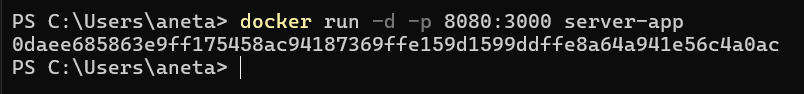 PS C:\Users\aneta> docker run -d -p 8080:3000 server-app
0daee685863e9ff175458ac94187369ffe159d1599ddffe8a64a941e56c4a0ac
PS C:\Users\aneta>